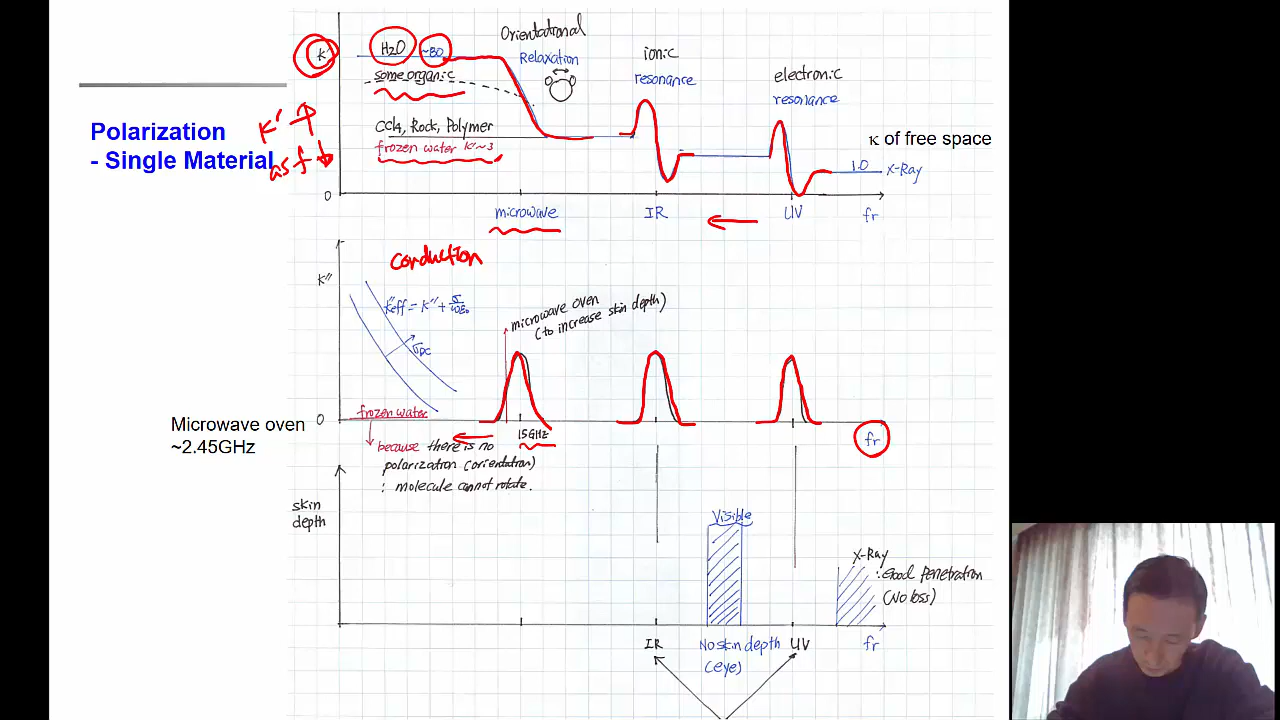 Polarization
- Single Material
K' ↑
as f ↓
K'
H2O ~80
some organic
CCl4, Rock, Polymer
frozen water K'~3
Orientational
Relaxation
ionic
resonance
electronic
resonance
κ of free space
1.0
X-Ray
0
microwave
IR
UV
fr
conduction
K''
K''eff = K'' + σ/ωε0
σDC
microwave oven
(to increase skin depth)
frozen water
0
15GHz
fr
Microwave oven
~2.45GHz
because there is no
polarization (orientation)
: molecule cannot rotate.
skin
depth
Visible
X-Ray
: Good penetration
(No loss)
IR
No skin depth
(eye)
UV
fr